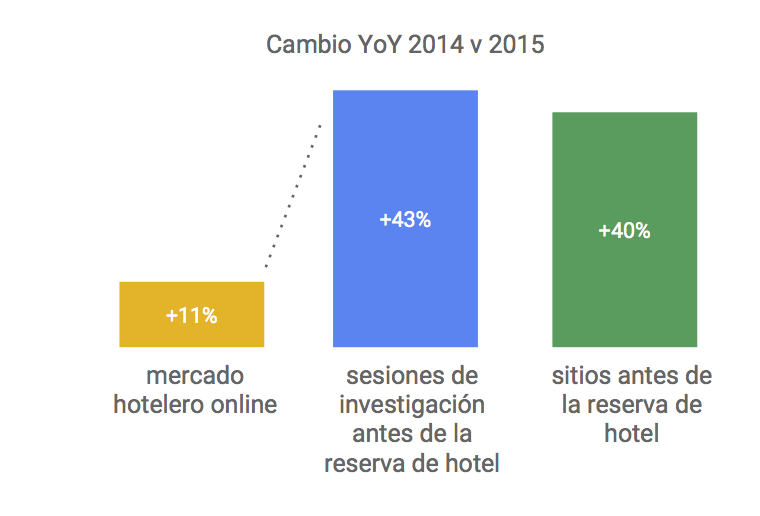 Cambio YoY 2014 v 2015
+43%
+40%
+11%
mercado
hotelero online
sesiones de
investigación
antes de la
reserva de hotel
sitios antes de
la reserva de
hotel